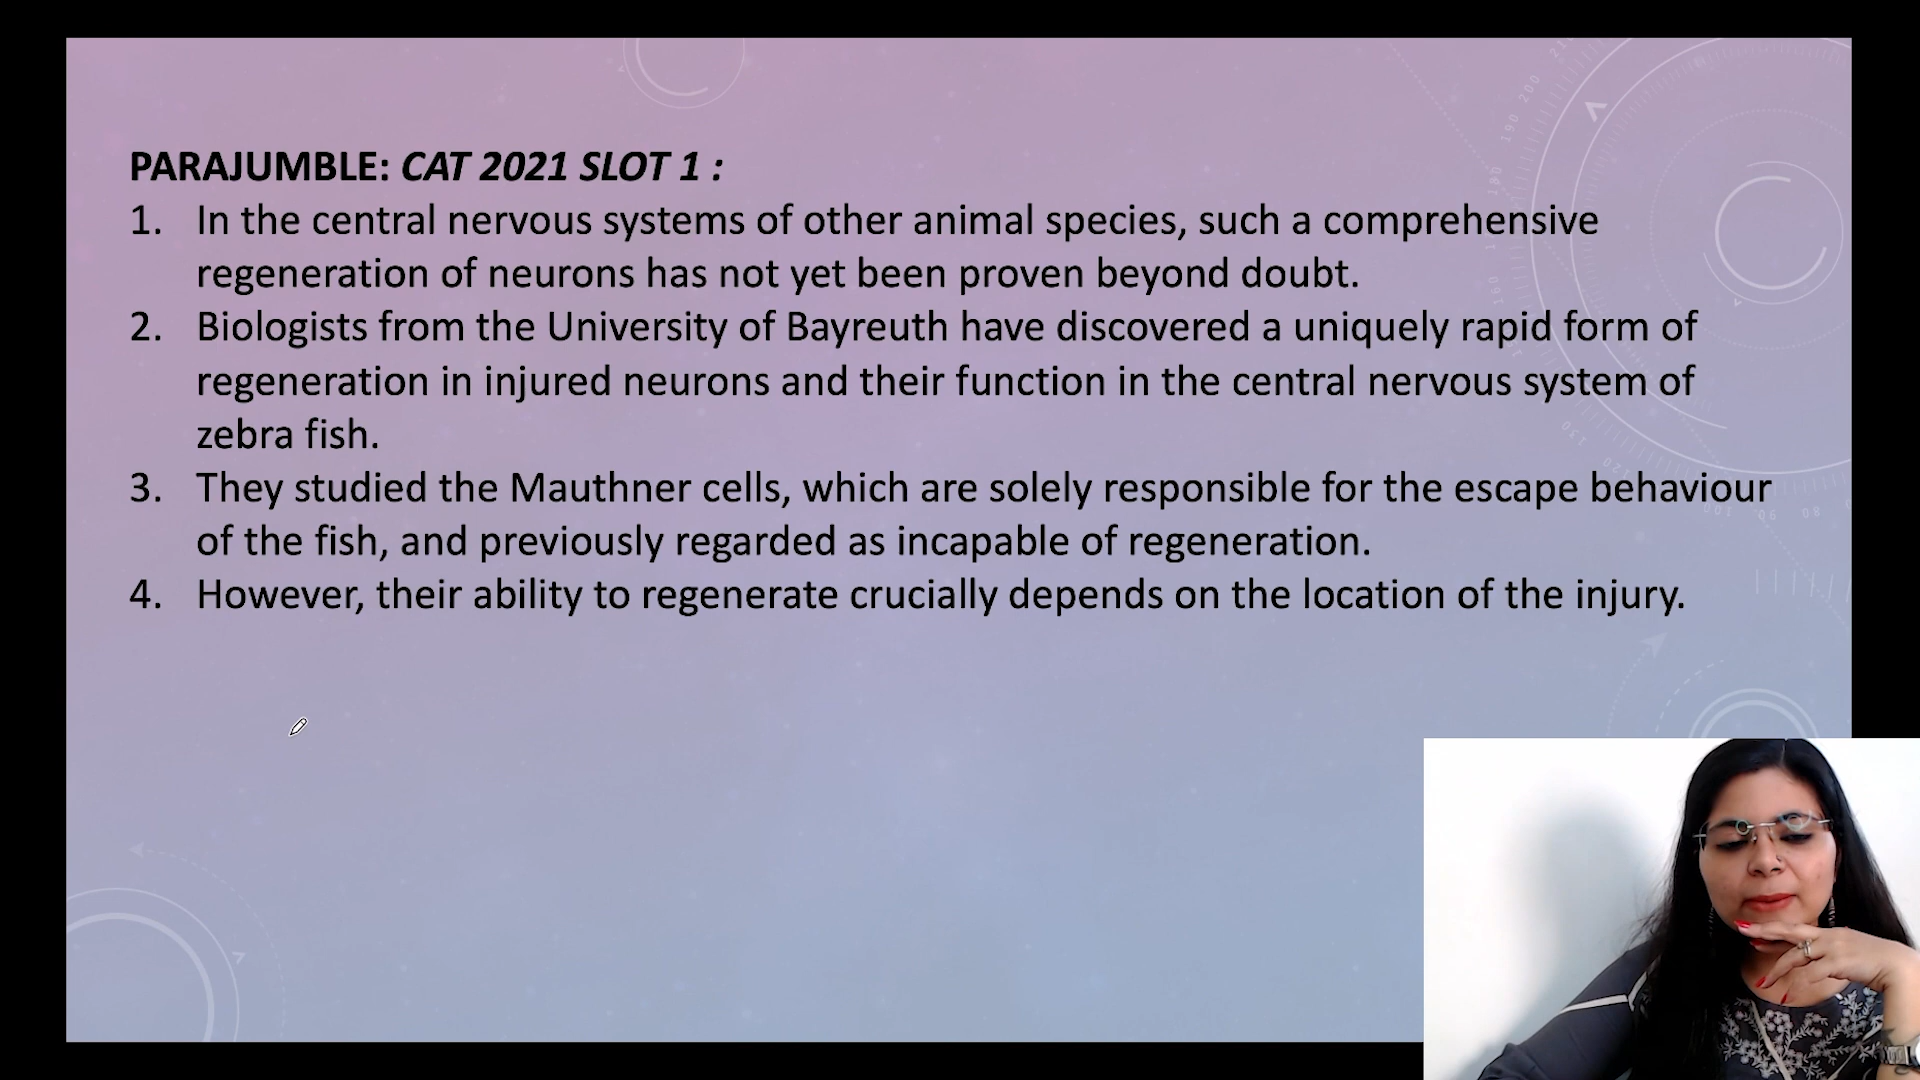 PARAJUMBLE: CAT 2021 SLOT 1 :
1. In the central nervous systems of other animal species, such a comprehensive
regeneration of neurons has not yet been proven beyond doubt.
2. Biologists from the University of Bayreuth have discovered a uniquely rapid form of
regeneration in injured neurons and their function in the central nervous system of
zebra fish.
3. They studied the Mauthner cells, which are solely responsible for the escape behaviour
of the fish, and previously regarded as incapable of regeneration.
4. However, their ability to regenerate crucially depends on the location of the injury.